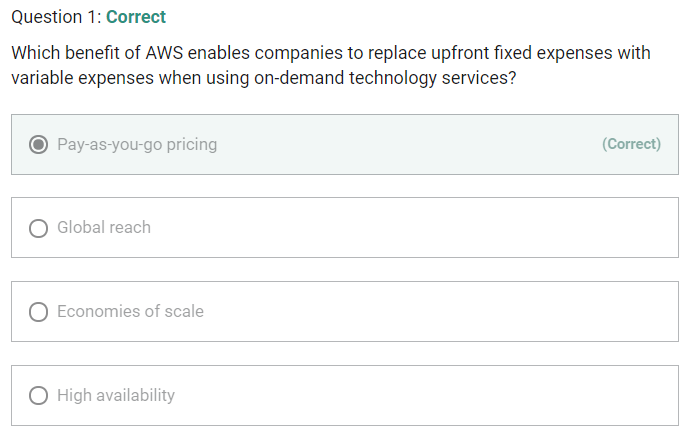 Question 1: Correct
Which benefit of AWS enables companies to replace upfront fixed expenses with
variable expenses when using on-demand technology services?
Pay-as-you-go pricing (Correct)
Global reach
Economies of scale
High availability